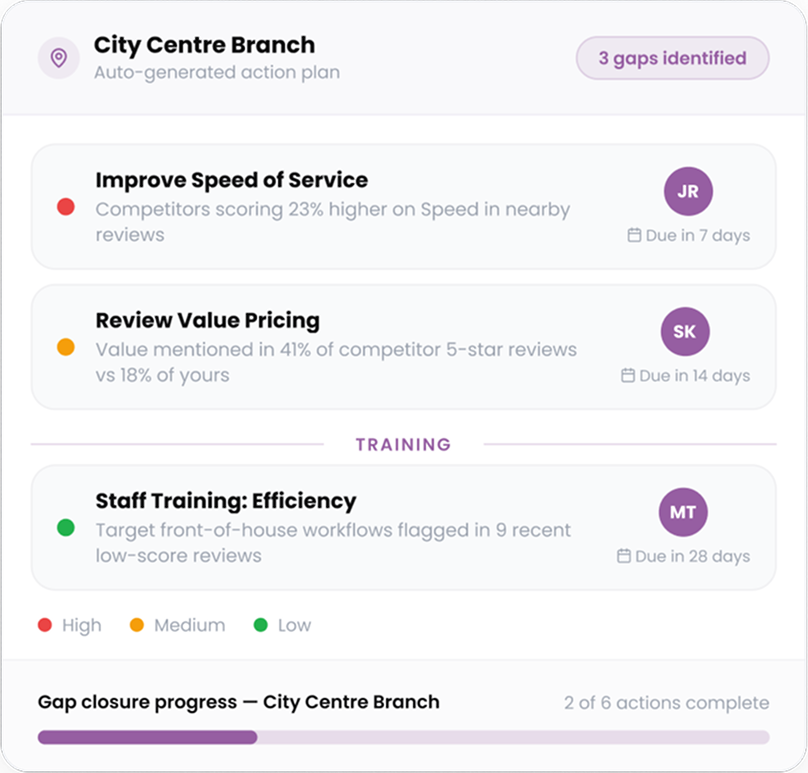 City Centre Branch
Auto-generated action plan
3 gaps identified
Improve Speed of Service
Competitors scoring 23% higher on Speed in nearby
reviews
JR
Due in 7 days
Review Value Pricing
Value mentioned in 41% of competitor 5-star reviews
vs 18% of yours
SK
Due in 14 days
TRAINING
Staff Training: Efficiency
Target front-of-house workflows flagged in 9 recent
low-score reviews
MT
Due in 28 days
High
Medium
Low
Gap closure progress — City Centre Branch
2 of 6 actions complete